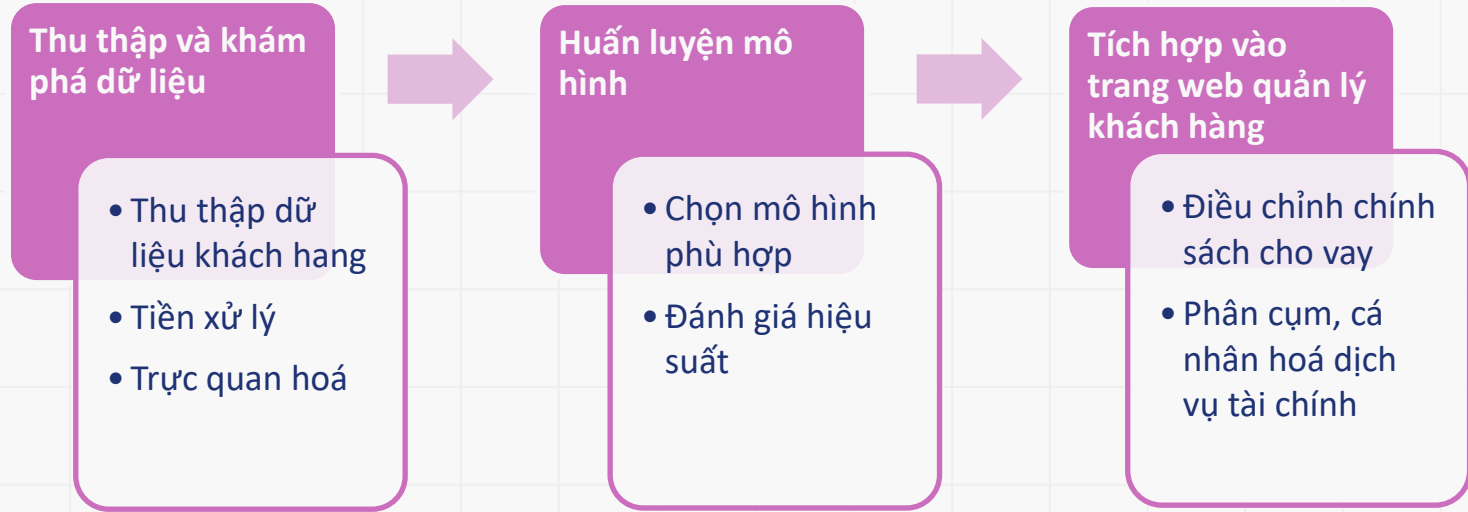 Thu thập và khám
phá dữ liệu
• Thu thập dữ
liệu khách hang
• Tiền xử lý
• Trực quan hoá
Huấn luyện mô
hình
• Chọn mô hình
phù hợp
• Đánh giá hiệu
suất
Tích hợp vào
trang web quản lý
khách hàng
• Điều chỉnh chính
sách cho vay
• Phân cụm, cá
nhân hoá dịch
vụ tài chính